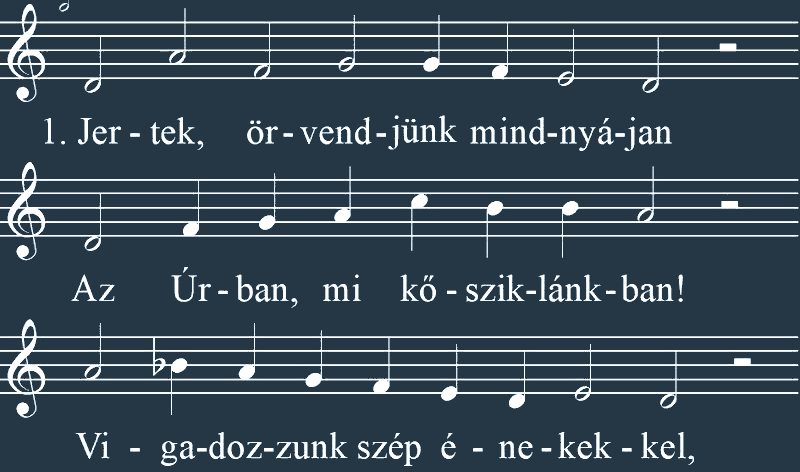 1. Jer - tek, ör - vend - jünk mind - nyá - jan
Az Úr - ban, mi kő - szik - lánk - ban!
Vi - ga - doz - zunk szép é - ne - kek - kel,